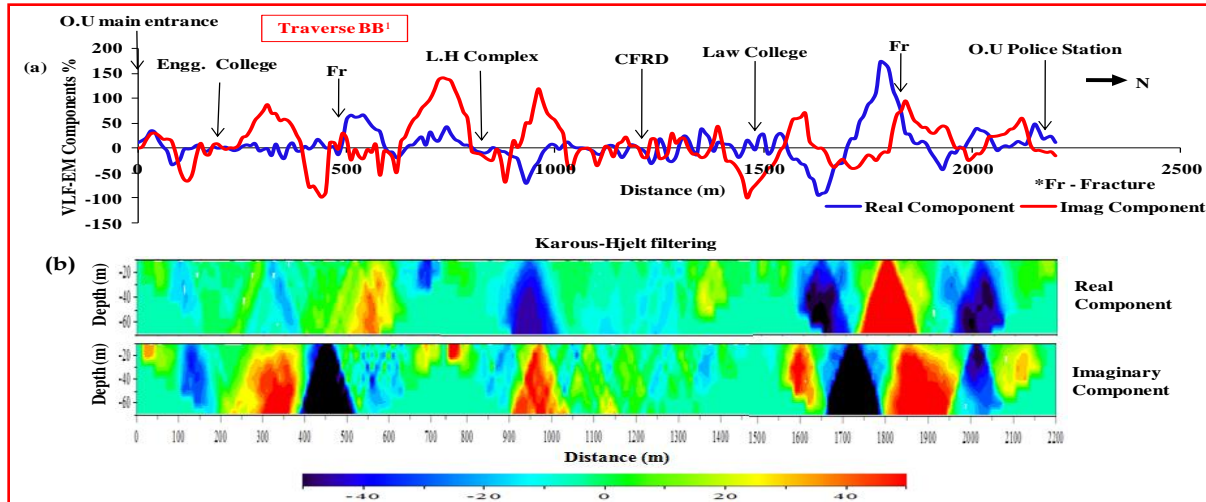 O.U main entrance
Traverse BB¹
(a)
Engg. College
Fr
L.H Complex
CFRD
Law College
Fr
O.U Police Station
N
VLF-EM Components %
200
150
100
50
0
-50
-100
-150
0 500 1000 1500 2000 2500
Distance (m)
*Fr - Fracture
Real Comoponent
Imag Component
Karous-Hjelt filtering
(b)
Depth (m)
-20
-40
-60
Real
Component
Depth (m)
-20
-40
-60
Imaginary
Component
0 100 200 300 400 500 600 700 800 900 1000 1100 1200 1300 1400 1500 1600 1700 1800 1900 2000 2100 2200
Distance (m)
-40 -20 0 20 40